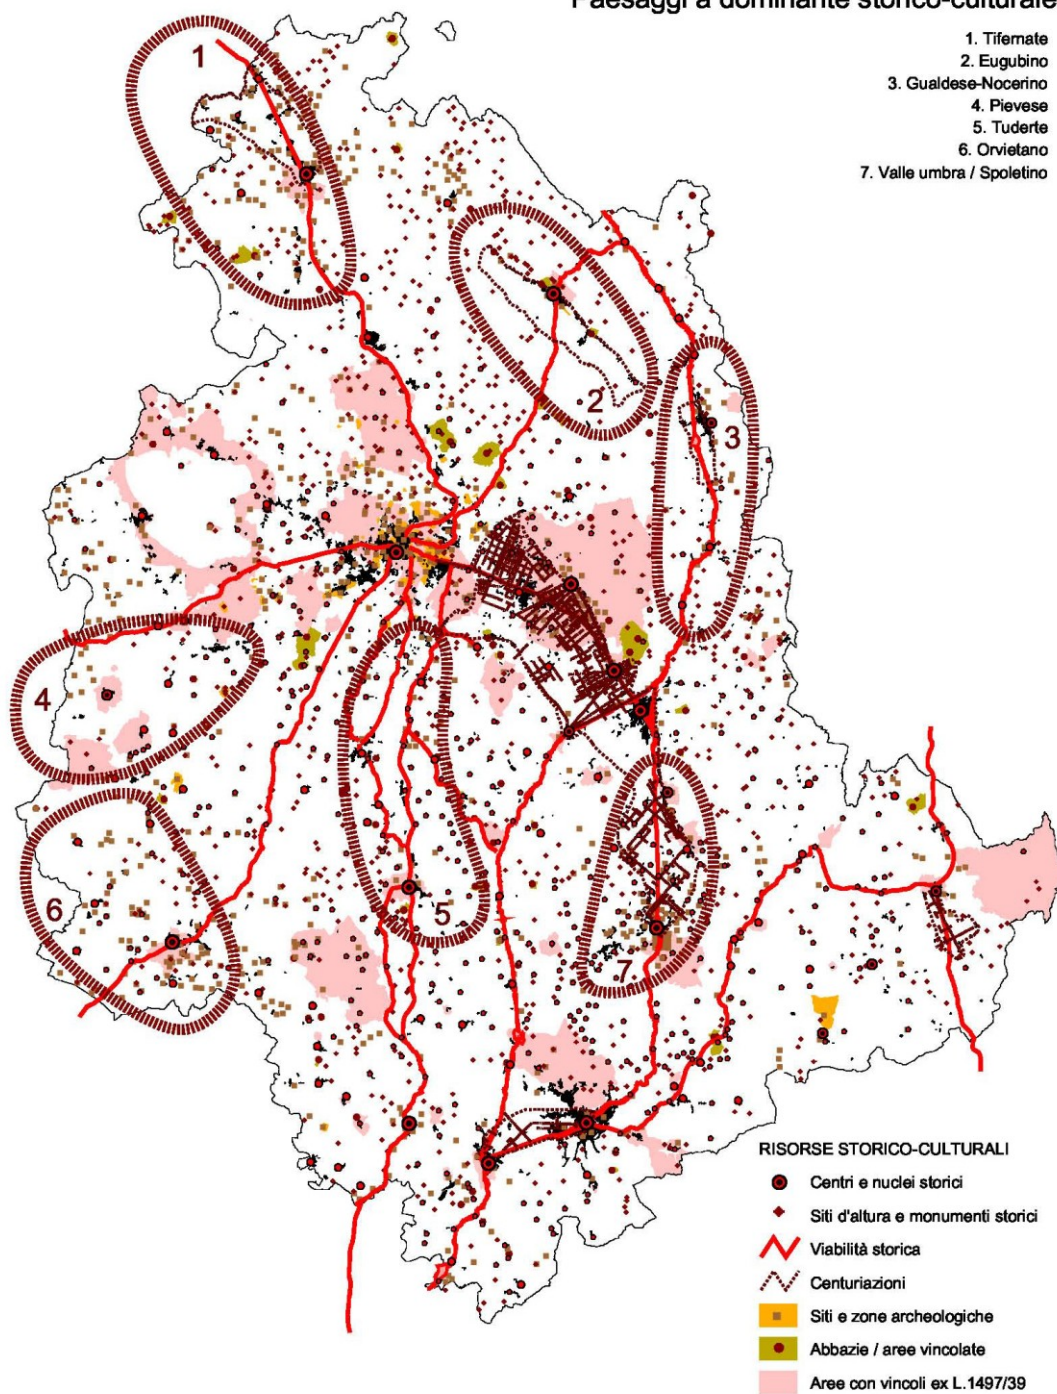 Paesaggi a dominante storico-culturale
1. Tifernate
2. Eugubino
3. Gualdese-Nocerino
4. Pievese
5. Tuderte
6. Orvietano
7. Valle umbra / Spoletino
1
2
3
4
5
6
7
RISORSE STORICO-CULTURALI
Centri e nuclei storici
Siti d'altura e monumenti storici
Viabilità storica
Centuriazioni
Siti e zone archeologiche
Abbazie / aree vincolate
Aree con vincoli ex L.1497/39